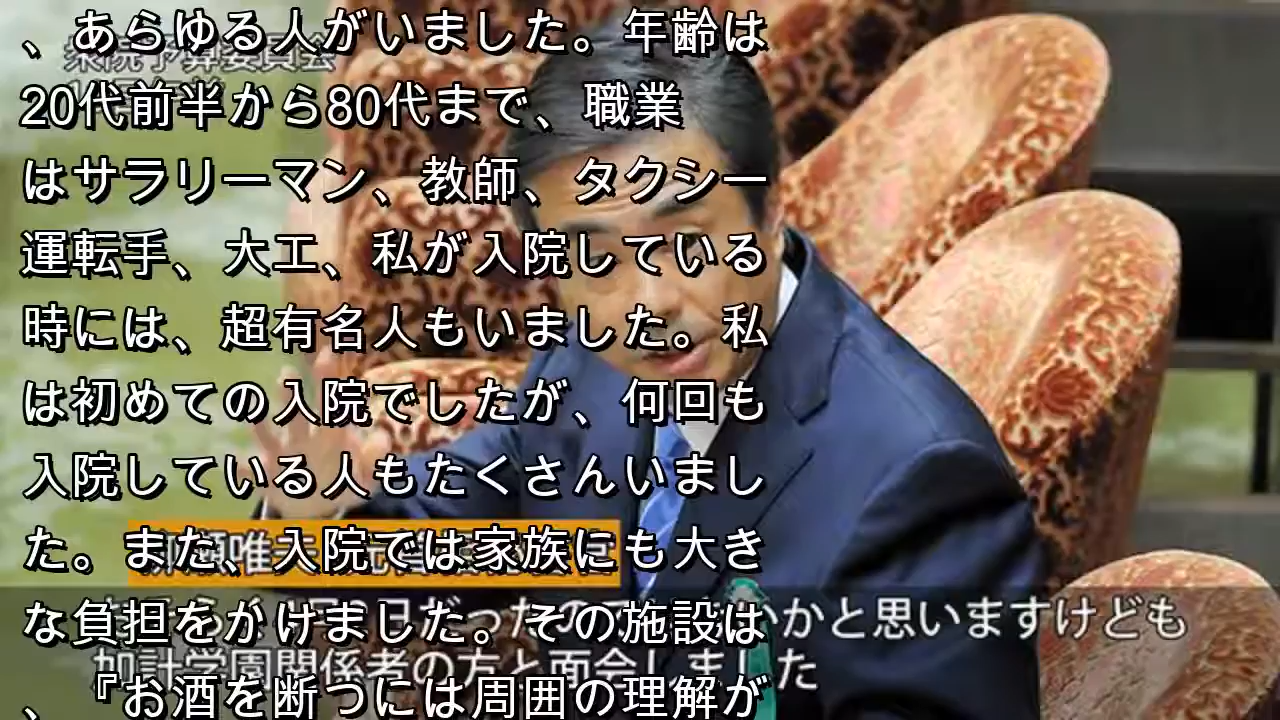 、あらゆる人がいました。年齢は
20代前半から80代まで、職業
はサラリーマン、教師、タクシー
運転手、大工、私が入院している
時には、超有名人もいました。私
は初めての入院でしたが、何回も
入院している人もたくさんいまし
た。また、入院では家族にも大き
な負担をかけました。その施設は
、『お酒を断つには周囲の理解が
衆院予算委員会
かと思いますけども
加計学園関係者の方と面会しました